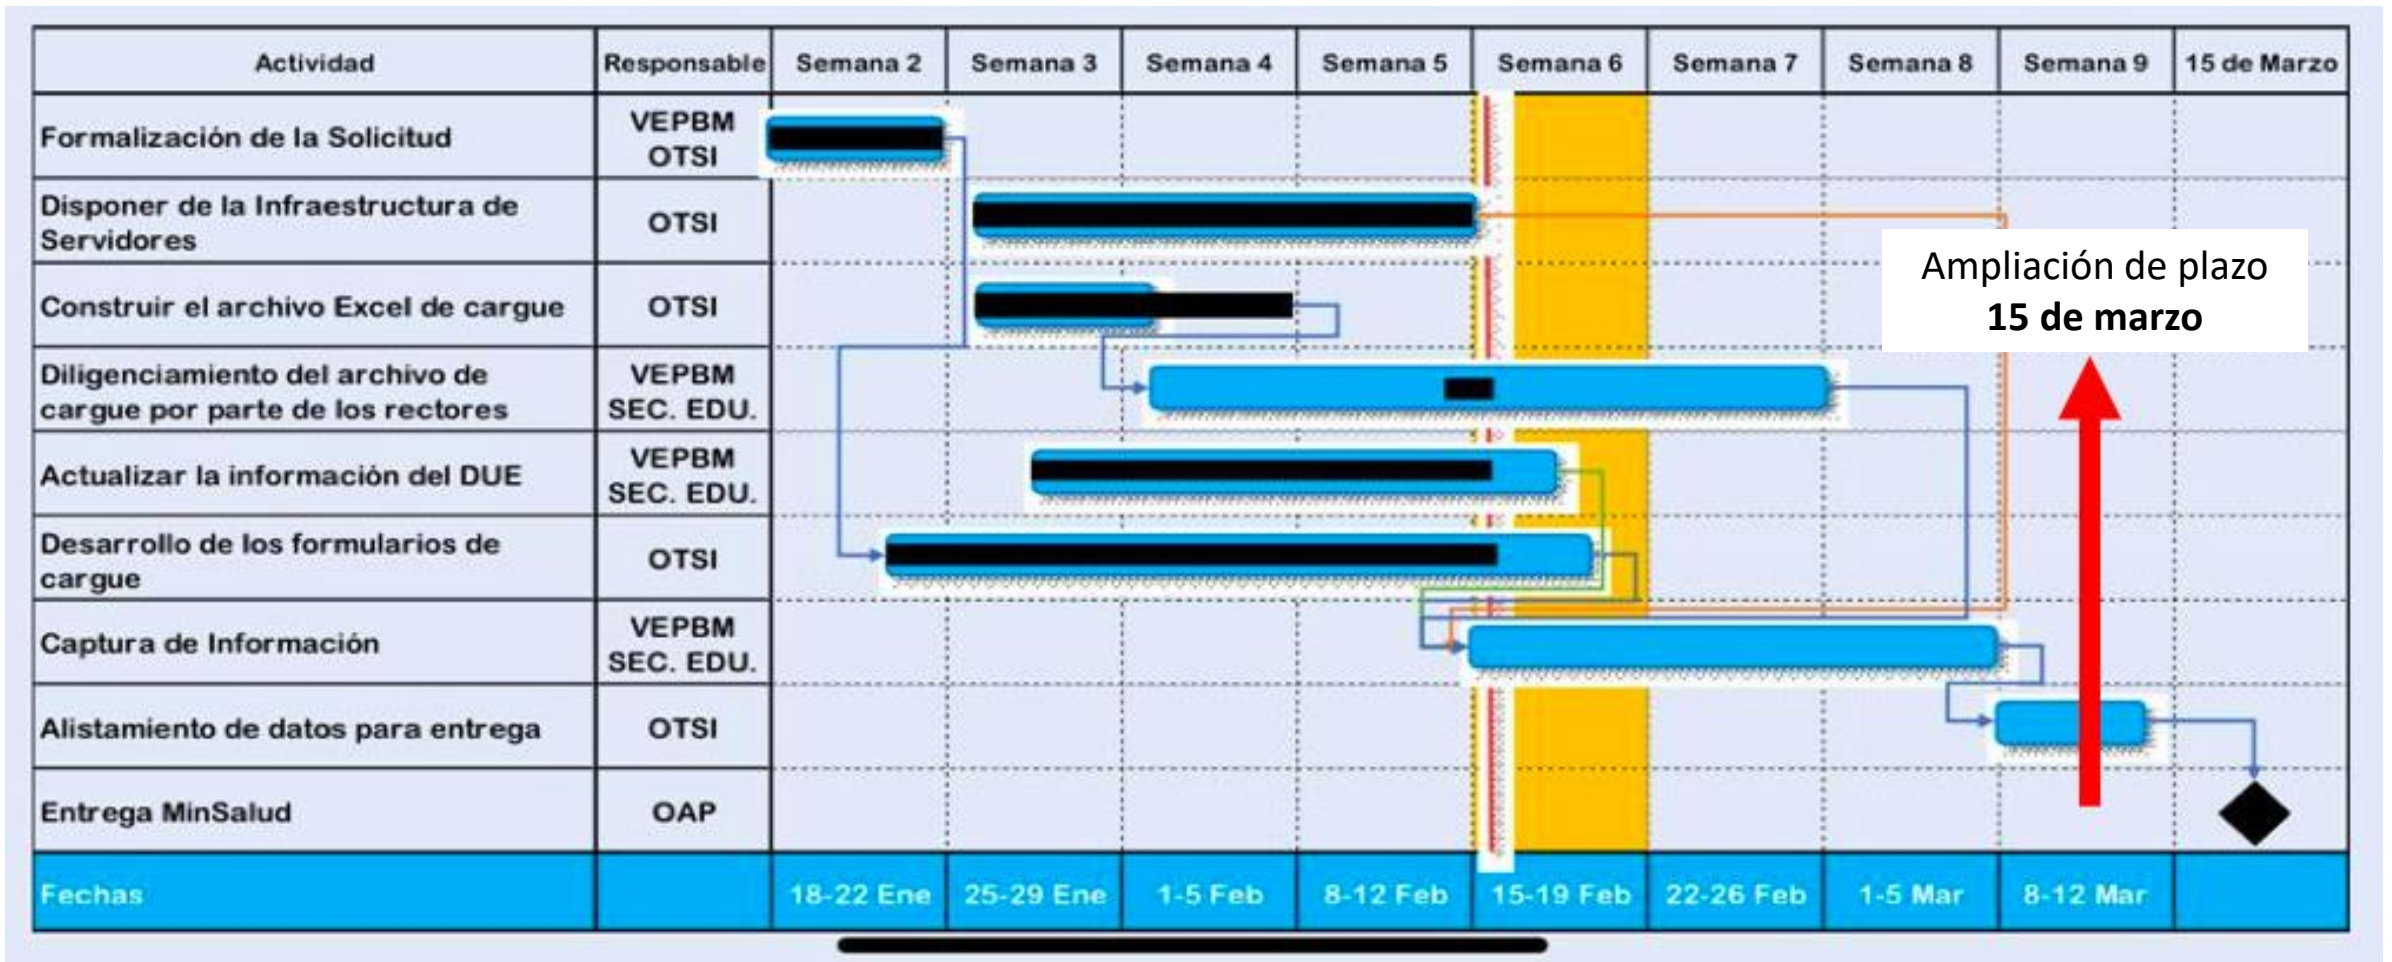 Actividad Responsable Semana 2 Semana 3 Semana 4 Semana 5 Semana 6 Semana 7 Semana 8 Semana 9 15 de Marzo
Formalización de la Solicitud
VEPBM
OTSI
Disponer de la Infraestructura de
Servidores
OTSI
Ampliación de plazo
15 de marzo
Construir el archivo Excel de cargue
OTSI
Diligenciamiento del archivo de
cargue por parte de los rectores
VEPBM
SEC. EDU.
Actualizar la información del DUE
VEPBM
SEC. EDU.
Desarrollo de los formularios de
cargue
OTSI
Captura de Información
VEPBM
SEC. EDU.
Alistamiento de datos para entrega
OTSI
Entrega MinSalud
OAP
Fechas 18-22 Ene 25-29 Ene 1-5 Feb 8-12 Feb 15-19 Feb 22-26 Feb 1-5 Mar 8-12 Mar